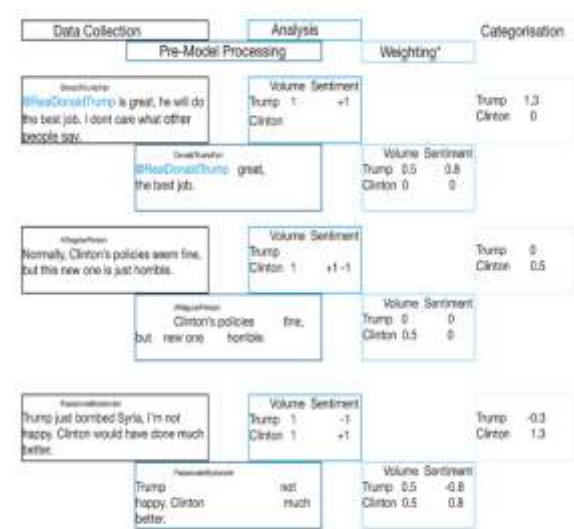 Data Collection
Analysis
Categorisation
Pre-Model Processing
Weighting*
DonaldTrumpFan
@RealDonaldTrump is great, he will do
the best job. I dont care what other
people say.
Volume Sentiment
Trump 1 +1
Clinton
Trump 1.3
Clinton 0
DonaldTrumpFan
@RealDonaldTrump great,
the best job.
Volume Sentiment
Trump 0.5 0.8
Clinton 0 0
ARegularPerson
Normally, Clinton's policies seem fine,
but this new one is just horrible.
Volume Sentiment
Trump
Clinton 1 +1 -1
Trump 0
Clinton 0.5
ARegularPerson
Clinton's policies fine,
but new one horrible.
Volume Sentiment
Trump 0 0
Clinton 0.5 0
Trump just bombed Syria, I'm not
happy. Clinton would have done much
better.
Volume Sentiment
Trump 1 -1
Clinton 1 +1
Trump -0.3
Clinton 1.3
Trump not
happy. Clinton much
better.
Volume Sentiment
Trump 0.5 -0.8
Clinton 0.5 0.8